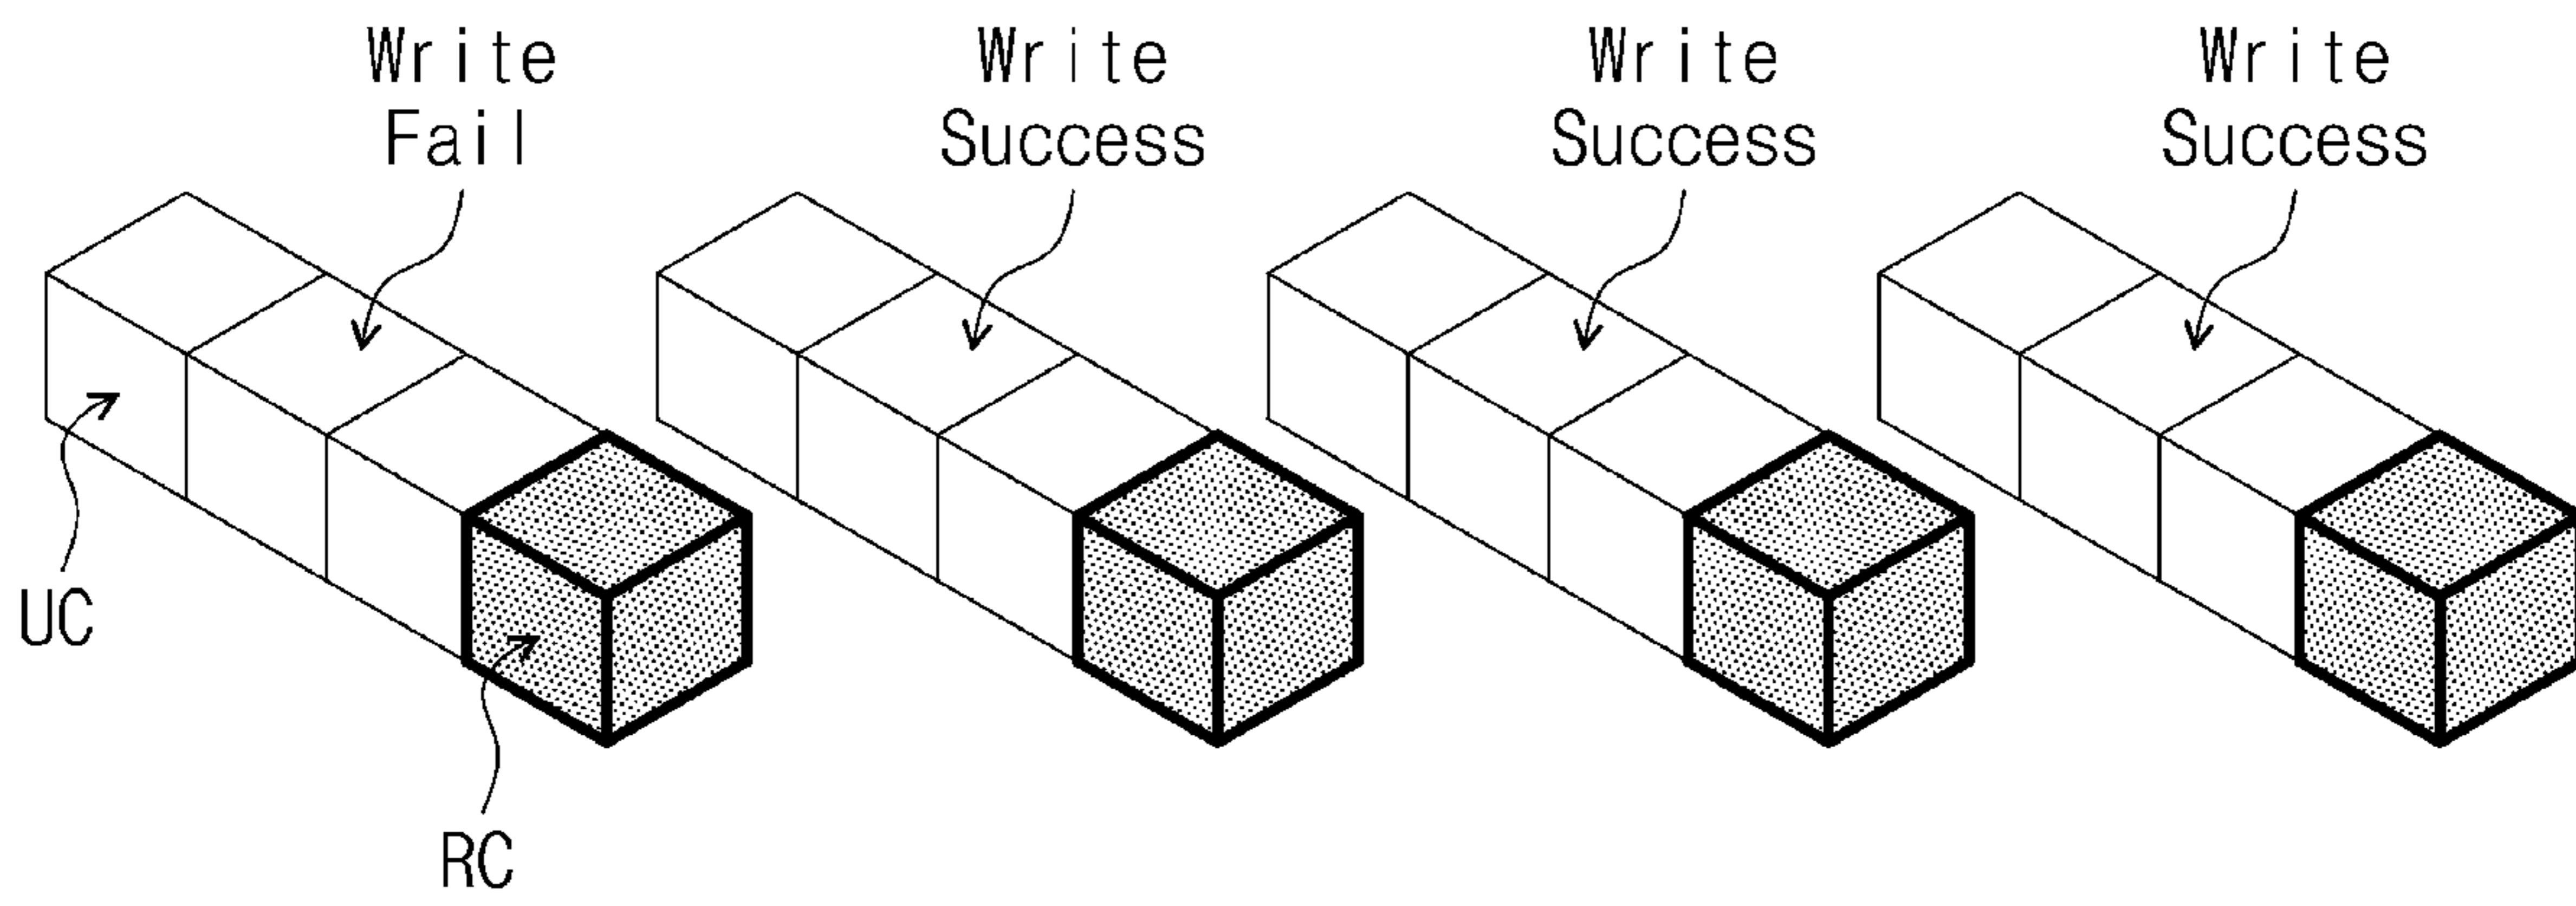 Write
Fail
Write
Success
Write
Success
Write
Success
UC
RC